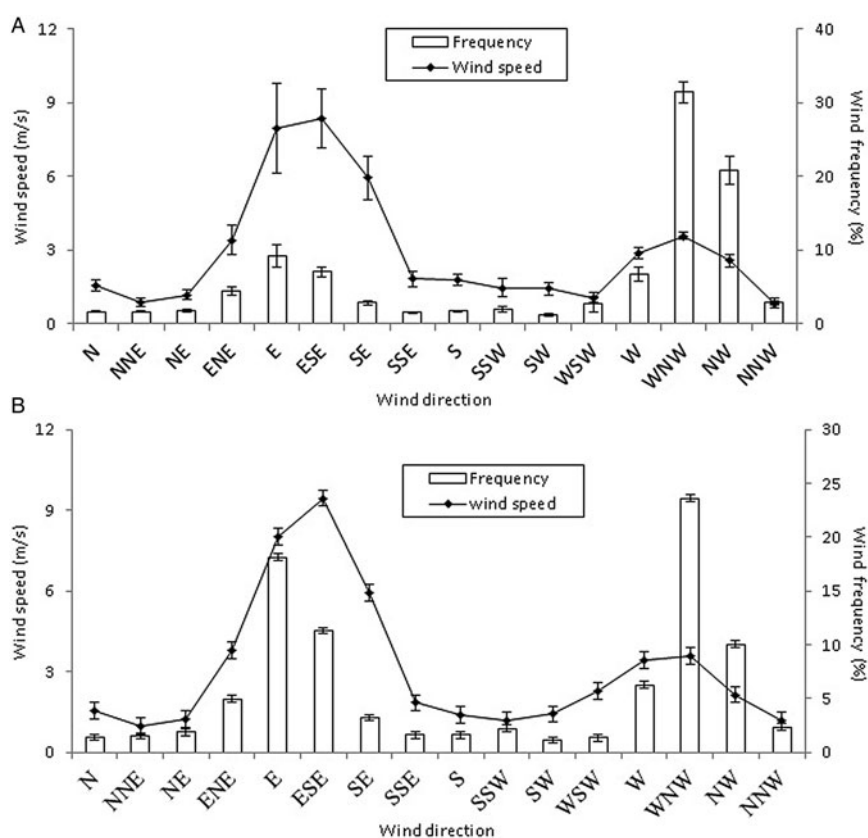 A
12
9
6
3
0
Wind speed (m/s)
Frequency
Wind speed
40
30
20
10
0
Wind frequency (%)
N NNE NE ENE E ESE SE SSE S SSW SW WSW W WNW NW NNW
Wind direction
B
12
9
6
3
0
Wind speed (m/s)
Frequency
wind speed
30
25
20
15
10
5
0
Wind frequency (%)
N NNE NE ENE E ESE SE SSE S SSW SW WSW W WNW NW NNW
Wind direction